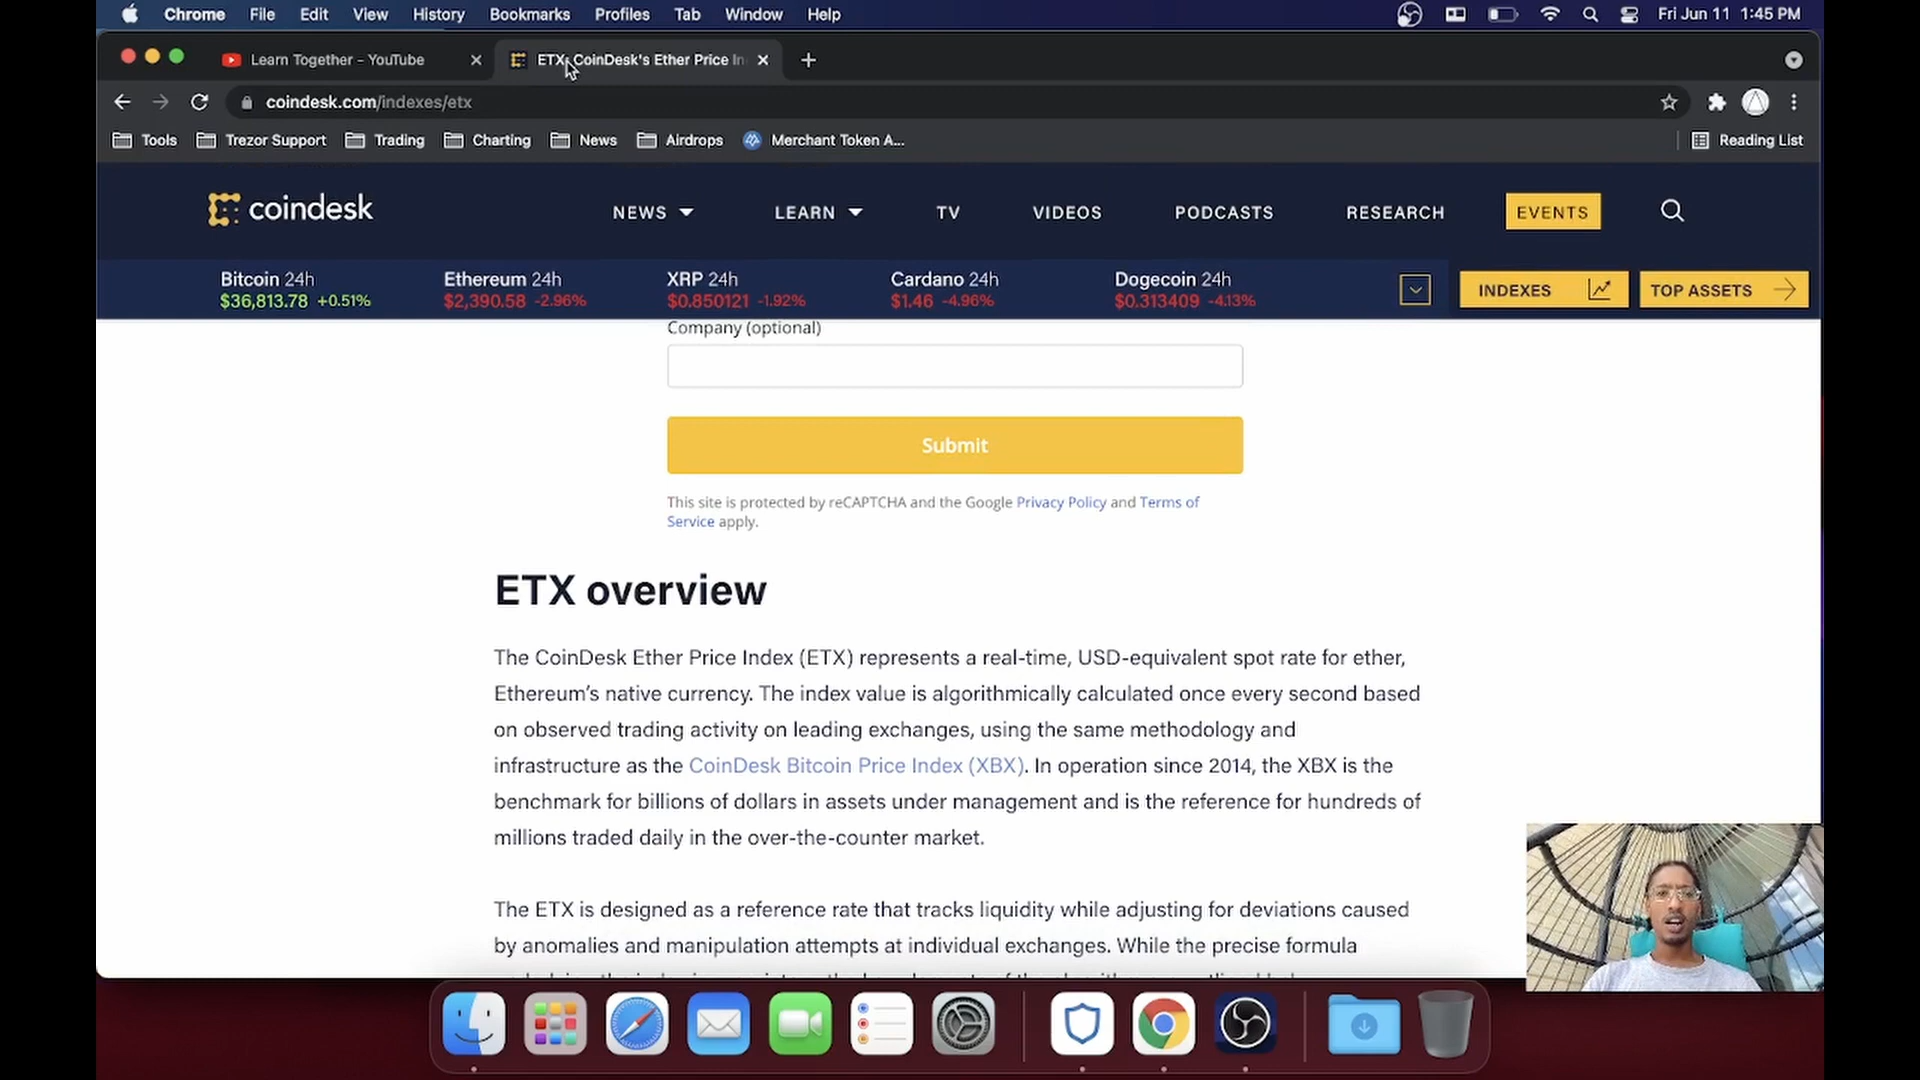 Chrome File Edit View History Bookmarks Profiles Tab Window Help Fri Jun 11 1:45 PM
Learn Together – YouTube ETX: CoinDesk's Ether Price In
coindesk.com/indexes/etx
Tools Trezor Support Trading Charting News Airdrops Merchant Token A... Reading List
coindesk NEWS LEARN TV VIDEOS PODCASTS RESEARCH EVENTS
Bitcoin 24h Ethereum 24h XRP 24h Cardano 24h Dogecoin 24h
$36,813.78 +0.51% $2,390.58 -2.96% $0.850121 -1.92% $1.46 -4.96% $0.313409 -4.13%
INDEXES TOP ASSETS
Company (optional)
Submit
This site is protected by reCAPTCHA and the Google Privacy Policy and Terms of
Service apply.
ETX overview
The CoinDesk Ether Price Index (ETX) represents a real-time, USD-equivalent spot rate for ether,
Ethereum's native currency. The index value is algorithmically calculated once every second based
on observed trading activity on leading exchanges, using the same methodology and
infrastructure as the CoinDesk Bitcoin Price Index (XBX). In operation since 2014, the XBX is the
benchmark for billions of dollars in assets under management and is the reference for hundreds of
millions traded daily in the over-the-counter market.
The ETX is designed as a reference rate that tracks liquidity while adjusting for deviations caused
by anomalies and manipulation attempts at individual exchanges. While the precise formula